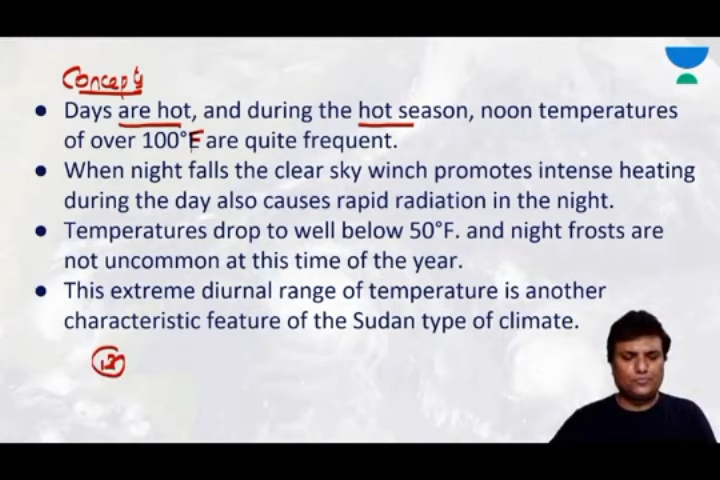 Concept
● Days are hot, and during the hot season, noon temperatures
of over 100°F are quite frequent.
● When night falls the clear sky winch promotes intense heating
during the day also causes rapid radiation in the night.
● Temperatures drop to well below 50°F. and night frosts are
not uncommon at this time of the year.
● This extreme diurnal range of temperature is another
characteristic feature of the Sudan type of climate.